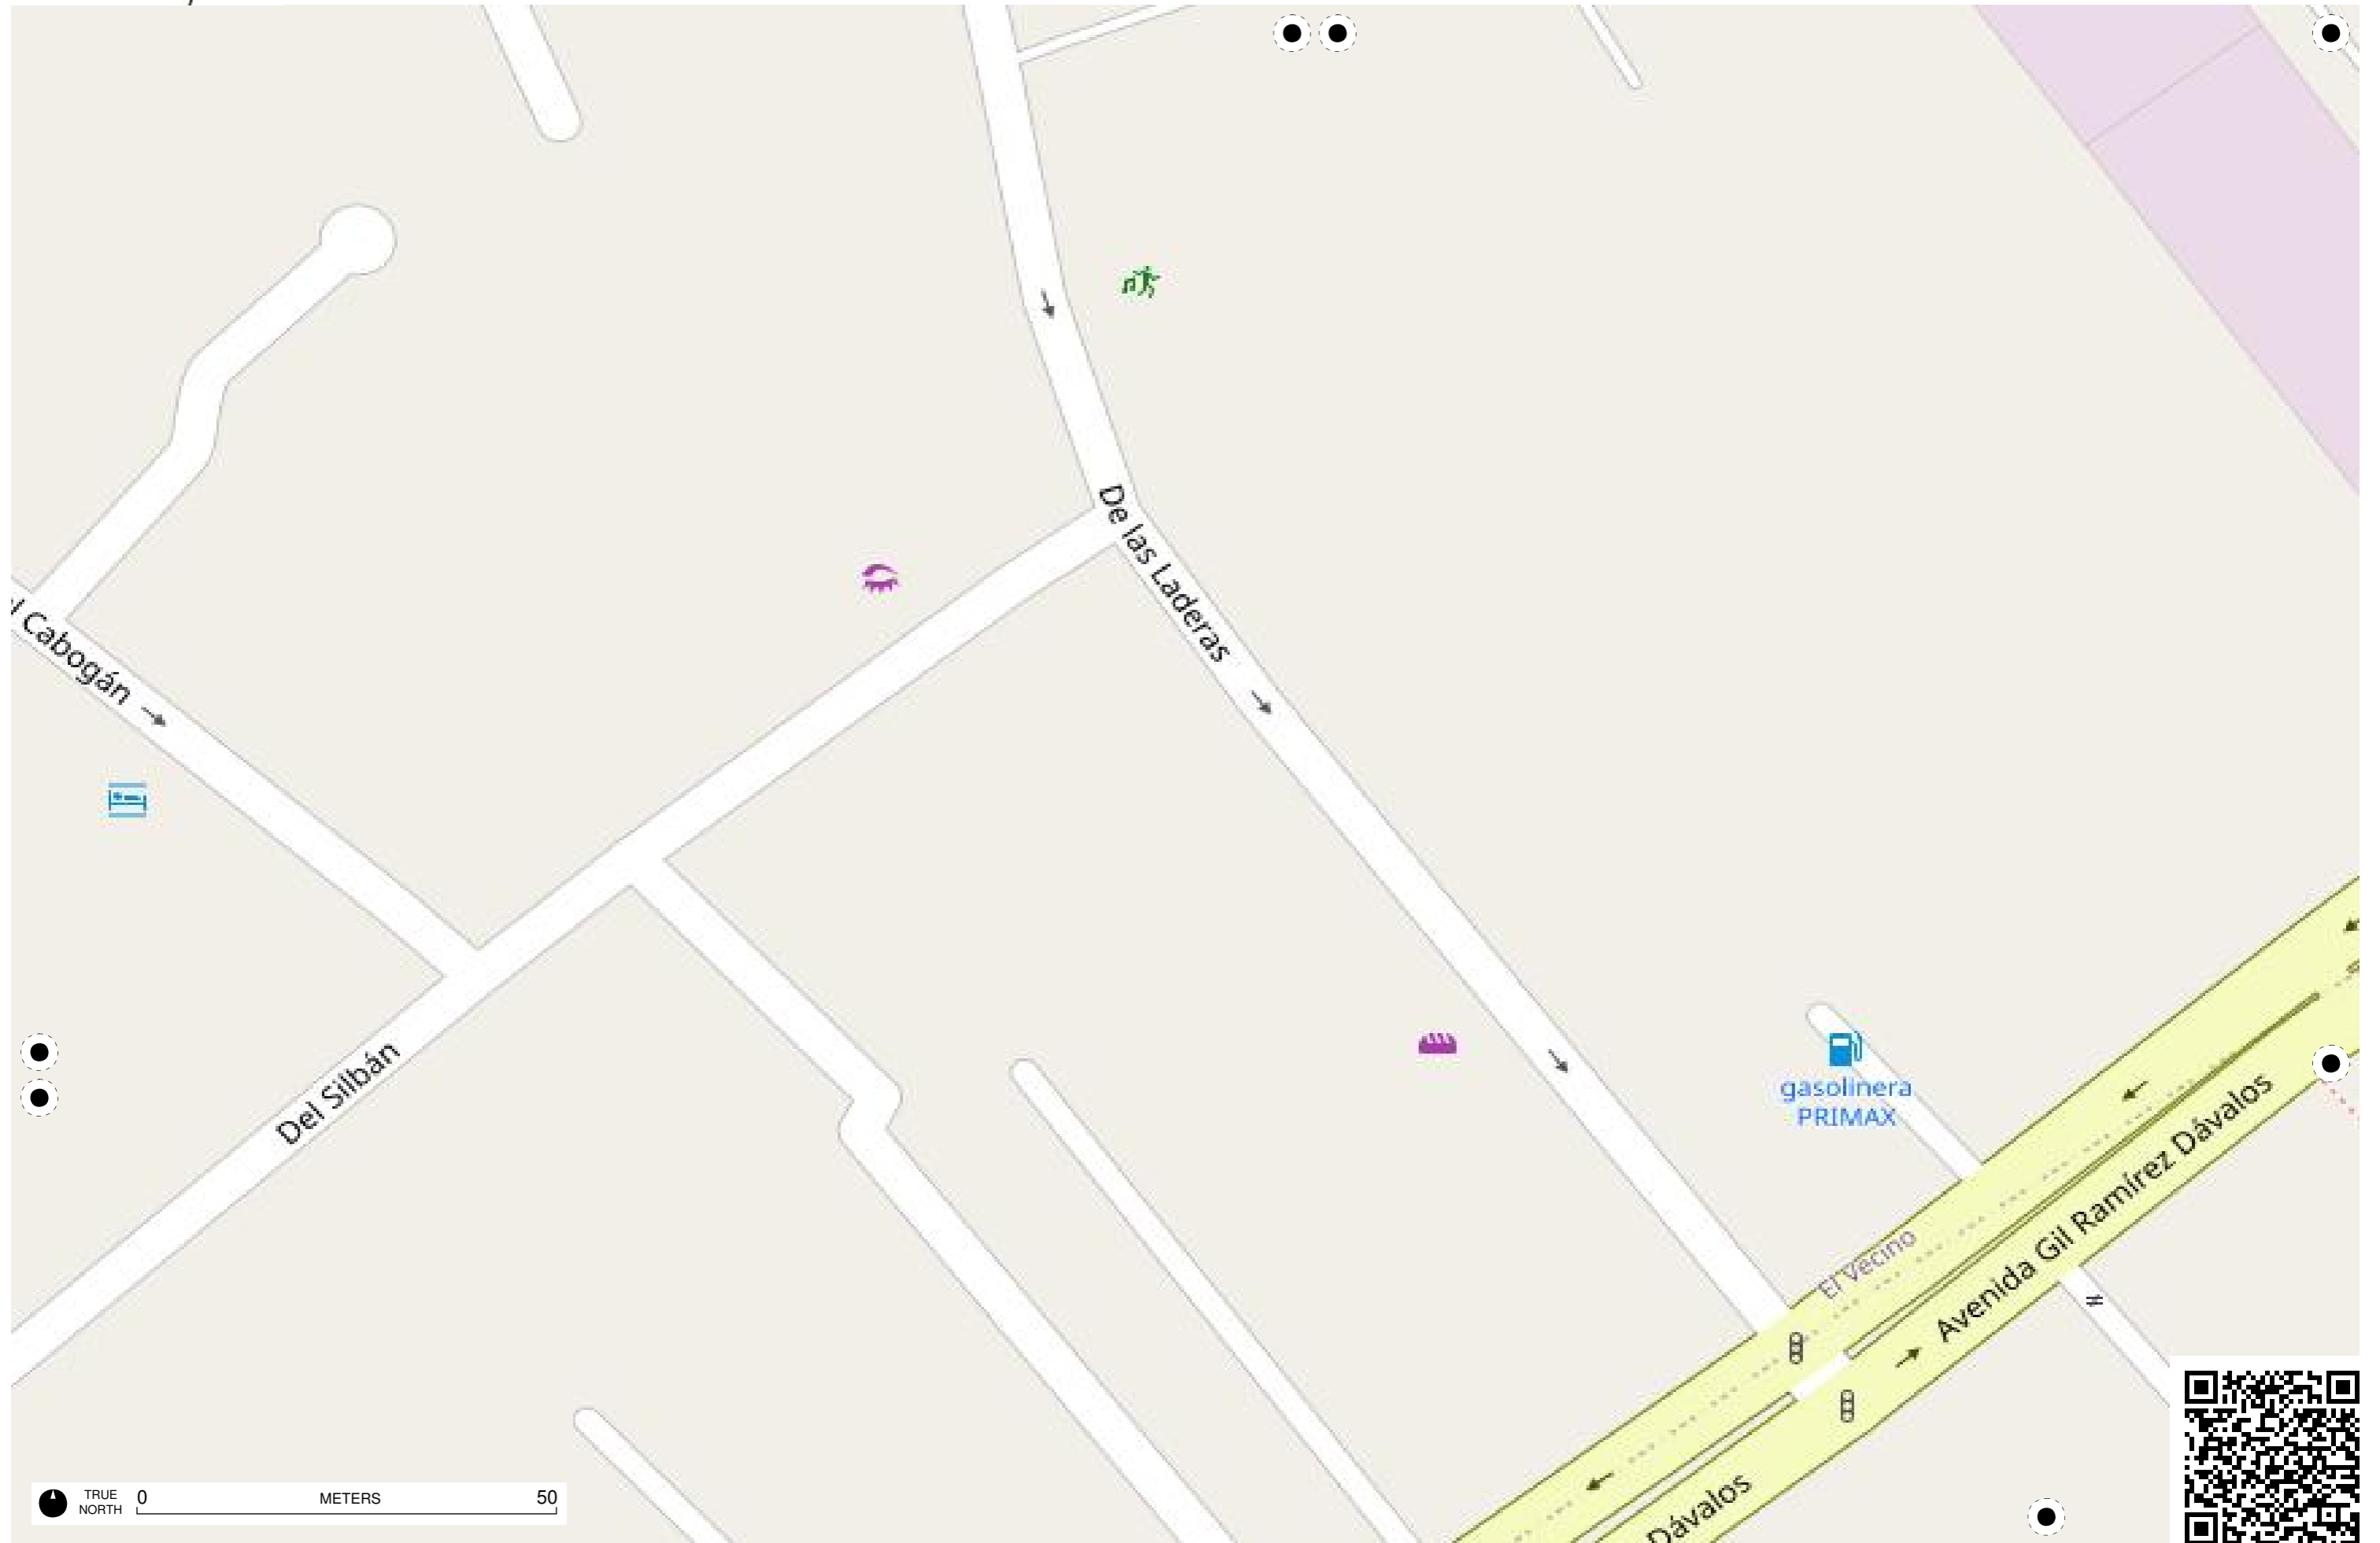 De las Laderas
l Cabogán
Del Silbán
gasolinera
PRIMAX
El Vecino
Avenida Gil Ramírez Dávalos
Dávalos
TRUE
NORTH
0
METERS
50